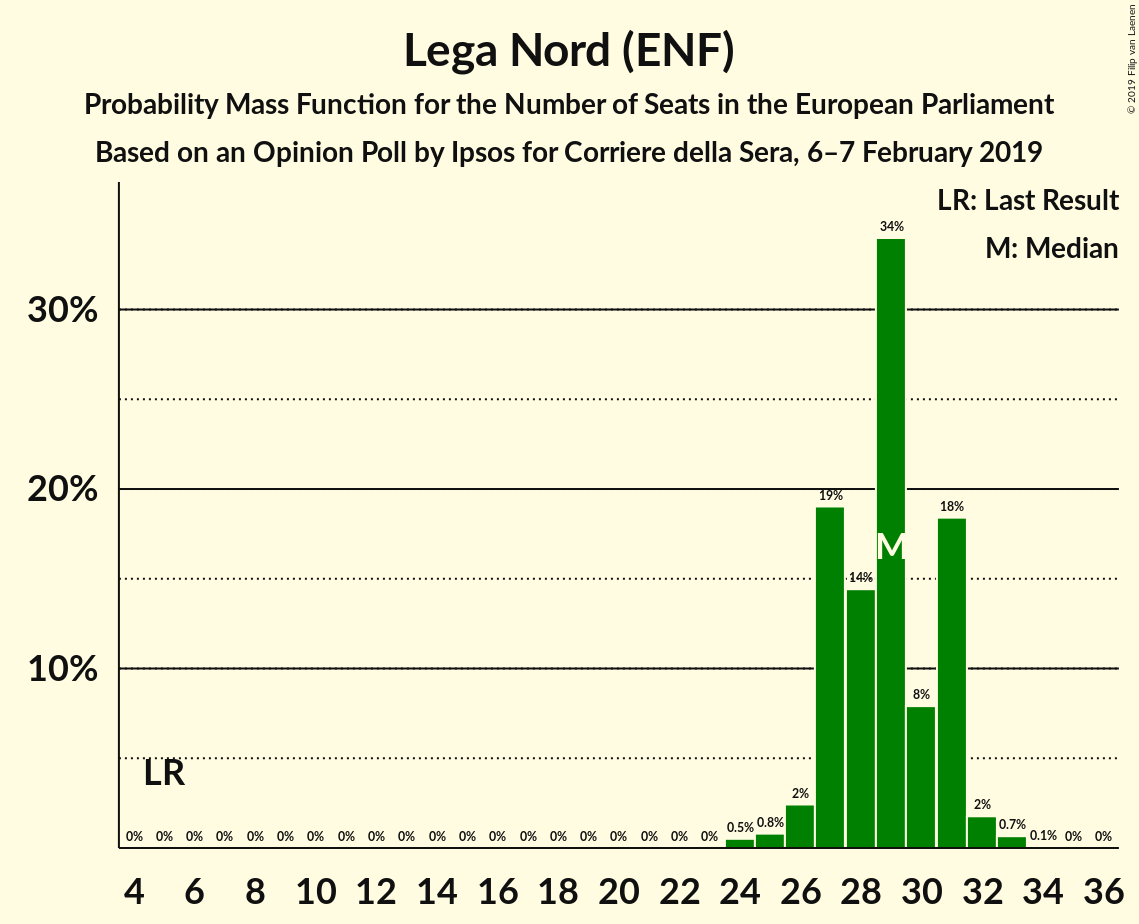 Lega Nord (ENF)
Probability Mass Function for the Number of Seats in the European Parliament
Based on an Opinion Poll by Ipsos for Corriere della Sera, 6–7 February 2019
© 2019 Filip van Laenen
LR: Last Result
M: Median
30%
20%
10%
LR
M
0% 0% 0% 0% 0% 0% 0% 0% 0% 0% 0% 0% 0% 0% 0% 0% 0% 0% 0% 0% 0.5% 0.8% 2% 19% 14% 34% 8% 18% 2% 0.7% 0.1% 0% 0%
4 6 8 10 12 14 16 18 20 22 24 26 28 30 32 34 36